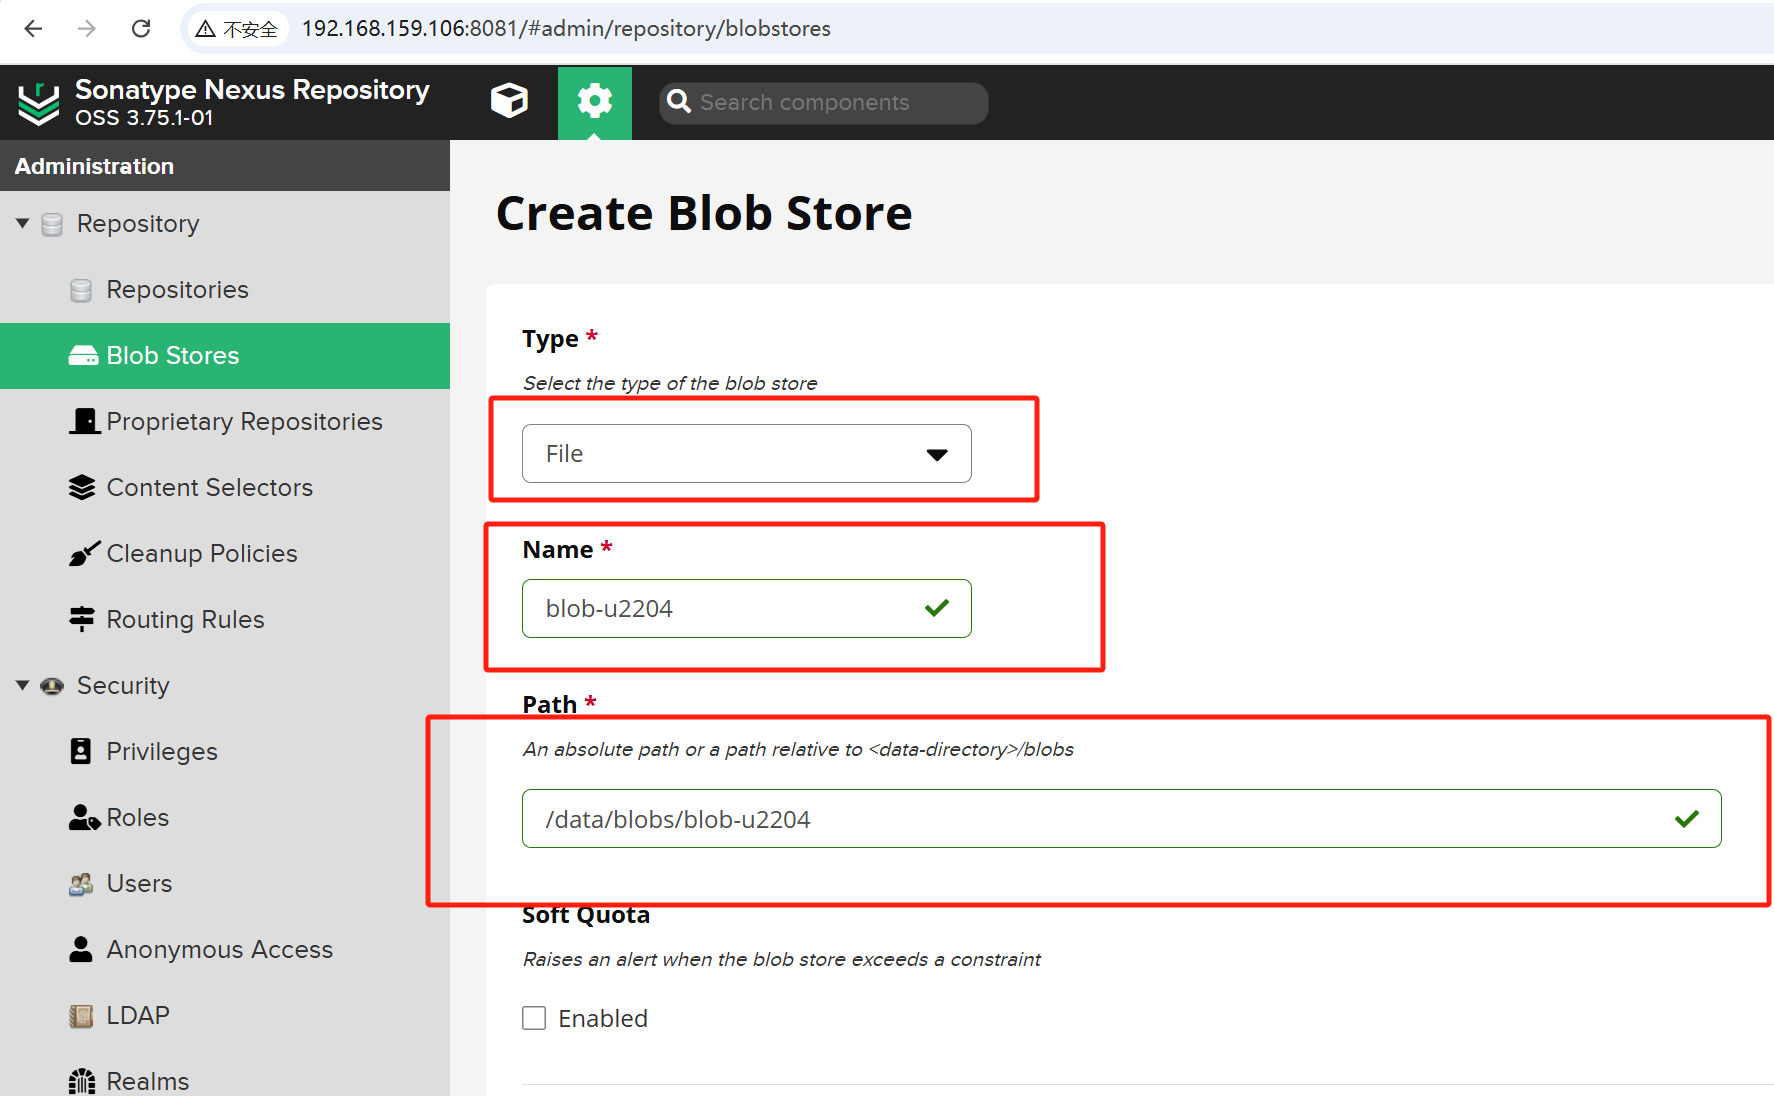 不安全 192.168.159.106:8081/#admin/repository/blobstores
Sonatype Nexus Repository
OSS 3.75.1-01
Search components
Administration
Repository
Repositories
Blob Stores
Proprietary Repositories
Content Selectors
Cleanup Policies
Routing Rules
Security
Privileges
Roles
Users
Anonymous Access
LDAP
Realms
Create Blob Store
Type *
Select the type of the blob store
File
Name *
blob-u2204
Path *
An absolute path or a path relative to <data-directory>/blobs
/data/blobs/blob-u2204
Soft Quota
Raises an alert when the blob store exceeds a constraint
Enabled